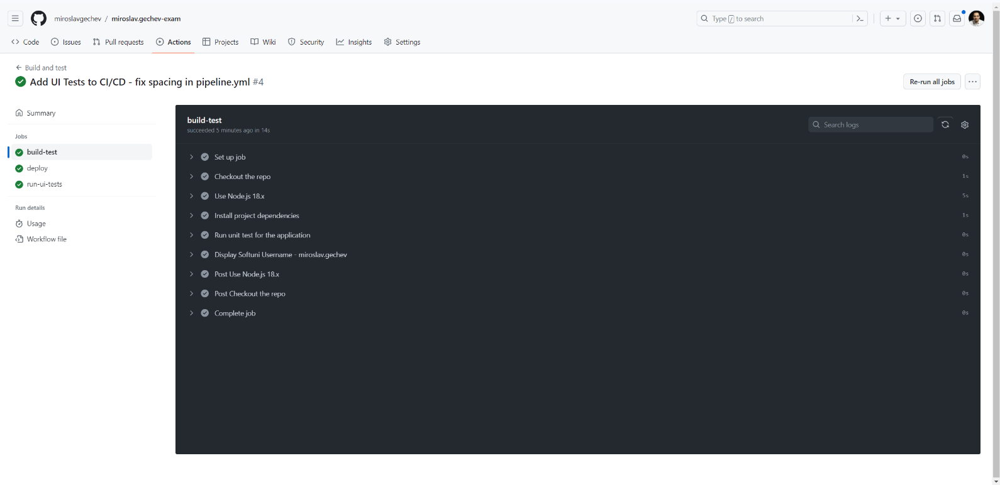 miroslavgechev / miroslav.gechev-exam
Type / to search
Code Issues Pull requests Actions Projects Wiki Security Insights Settings
Build and test
Add UI Tests to CI/CD - fix spacing in pipeline.yml #4
Re-run all jobs
Summary
Jobs
build-test
deploy
run-ui-tests
Run details
Usage
Workflow file
build-test
succeeded 5 minutes ago in 14s
Search logs
Set up job 0s
Checkout the repo 1s
Use Node.js 18.x 5s
Install project dependencies 1s
Run unit test for the application 0s
Display Softuni Username - miroslav.gechev 0s
Post Use Node.js 18.x 0s
Post Checkout the repo 0s
Complete job 0s